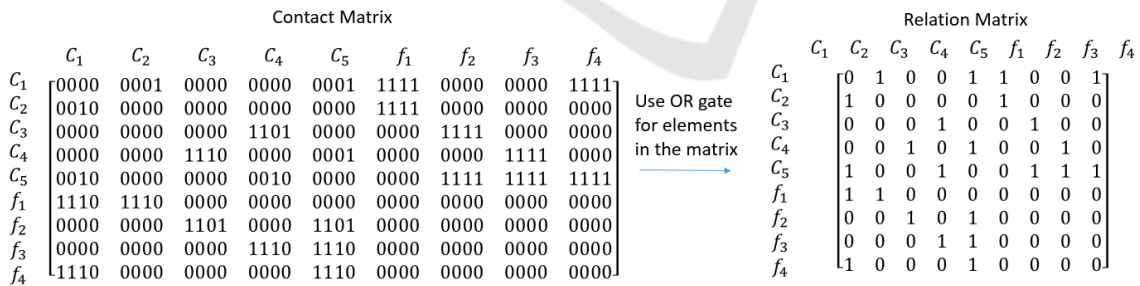 Contact Matrix
C₁ C₂ C₃ C₄ C₅ f₁ f₂ f₃ f₄
C₁ 0000 0001 0000 0000 0001 1111 0000 0000 1111
C₂ 0010 0000 0000 0000 0000 1111 0000 0000 0000
C₃ 0000 0000 0000 1101 0000 0000 1111 0000 0000
C₄ 0000 0000 1110 0000 0001 0000 0000 1111 0000
C₅ 0010 0000 0000 0010 0000 0000 1111 1111 1111
f₁ 1110 1110 0000 0000 0000 0000 0000 0000 0000
f₂ 0000 0000 1101 0000 1101 0000 0000 0000 0000
f₃ 0000 0000 0000 1110 1110 0000 0000 0000 0000
f₄ 1110 0000 0000 0000 1110 0000 0000 0000 0000
Use OR gate
for elements
in the matrix
Relation Matrix
C₁ C₂ C₃ C₄ C₅ f₁ f₂ f₃ f₄
C₁ 0 1 0 0 1 1 0 0 1
C₂ 1 0 0 0 0 1 0 0 0
C₃ 0 0 0 1 0 0 1 0 0
C₄ 0 0 1 0 1 0 0 1 0
C₅ 1 0 0 1 0 0 1 1 1
f₁ 1 1 0 0 0 0 0 0 0
f₂ 0 0 1 0 1 0 0 0 0
f₃ 0 0 0 1 1 0 0 0 0
f₄ 1 0 0 0 1 0 0 0 0